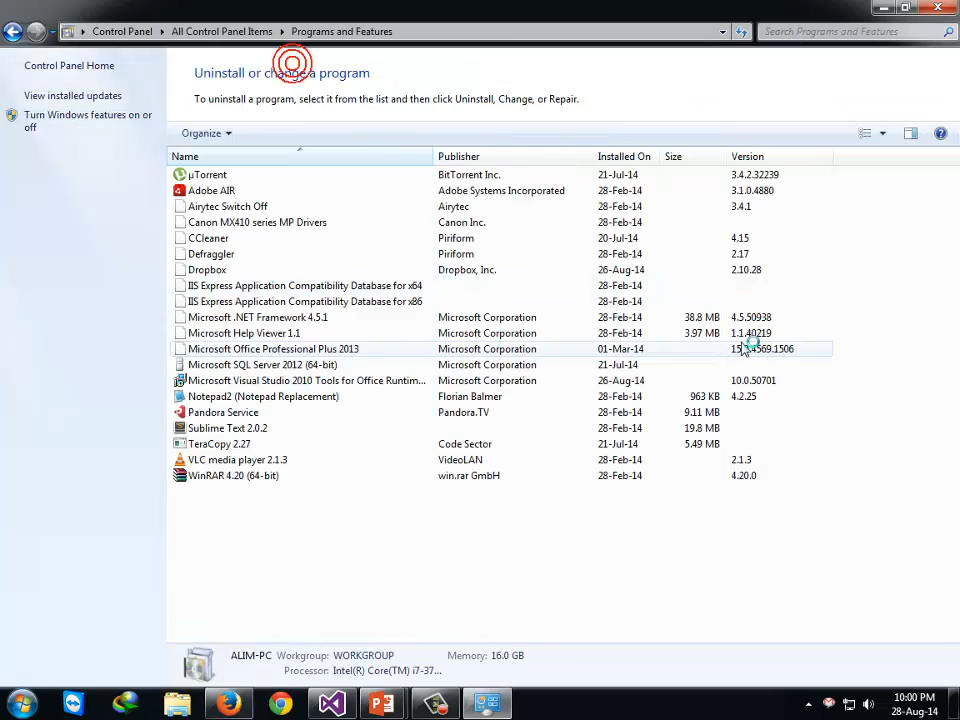 Control Panel All Control Panel Items Programs and Features Search Programs and Features
Control Panel Home
View installed updates
Turn Windows features on or off
Uninstall or change a program
To uninstall a program, select it from the list and then click Uninstall, Change, or Repair.
Organize
Name Publisher Installed On Size Version
µTorrent BitTorrent Inc. 21-Jul-14 3.4.2.32239
Adobe AIR Adobe Systems Incorporated 28-Feb-14 3.1.0.4880
Airytec Switch Off Airytec 28-Feb-14 3.4.1
Canon MX410 series MP Drivers Canon Inc. 28-Feb-14
CCleaner Piriform 20-Jul-14 4.15
Defraggler Piriform 28-Feb-14 2.17
Dropbox Dropbox, Inc. 26-Aug-14 2.10.28
IIS Express Application Compatibility Database for x64 28-Feb-14
IIS Express Application Compatibility Database for x86 28-Feb-14
Microsoft .NET Framework 4.5.1 Microsoft Corporation 28-Feb-14 38.8 MB 4.5.50938
Microsoft Help Viewer 1.1 Microsoft Corporation 28-Feb-14 3.97 MB 1.1.40219
Microsoft Office Professional Plus 2013 Microsoft Corporation 01-Mar-14
Microsoft SQL Server 2012 (64-bit) Microsoft Corporation 21-Jul-14
Microsoft Visual Studio 2010 Tools for Office Runtim... Microsoft Corporation 26-Aug-14 10.0.50701
Notepad2 (Notepad Replacement) Florian Balmer 28-Feb-14 963 KB 4.2.25
Pandora Service Pandora.TV 28-Feb-14 9.11 MB
Sublime Text 2.0.2 28-Feb-14 19.8 MB
TeraCopy 2.27 Code Sector 21-Jul-14 5.49 MB
VLC media player 2.1.3 VideoLAN 28-Feb-14 2.1.3
WinRAR 4.20 (64-bit) win.rar GmbH 28-Feb-14 4.20.0
ALIM-PC Workgroup: WORKGROUP Memory: 16.0 GB
Processor: Intel(R) Core(TM) i7-37...
10:00 PM
28-Aug-14